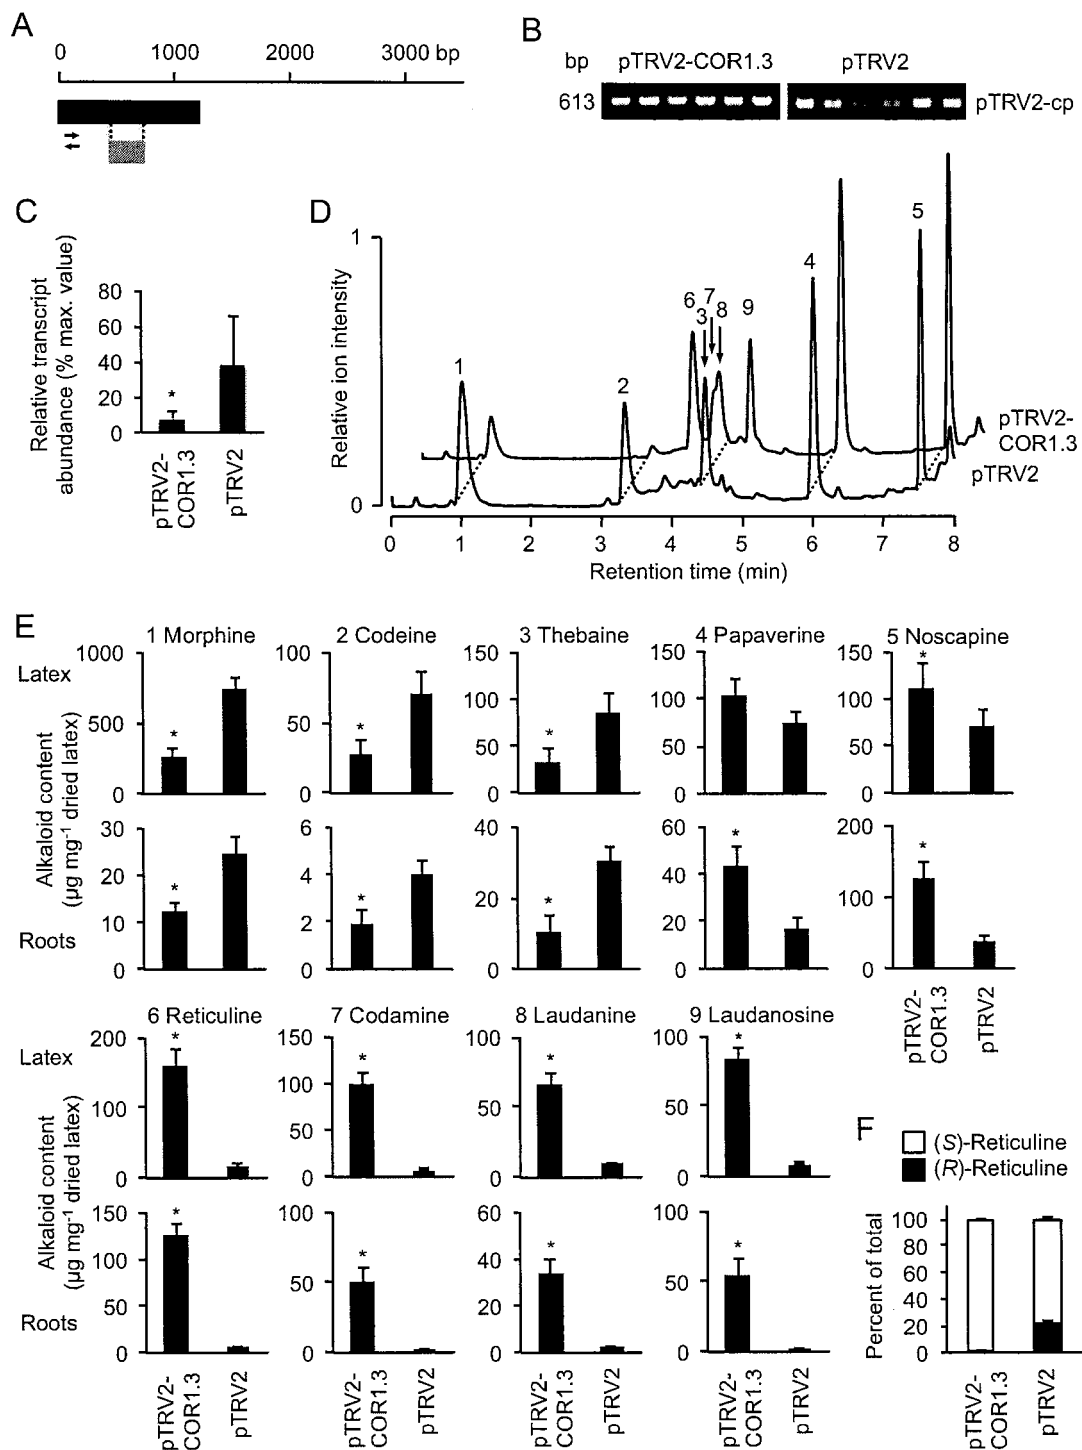 A
0 1000 2000 3000 bp
B
bp pTRV2-COR1.3 pTRV2
613 pTRV2-cp
C
Relative transcript
abundance (% max. value)
80
60
40
20
0
*
pTRV2-
COR1.3
pTRV2
D
Relative ion intensity
1
0
1
2
6
3
7
8
9
4
5
pTRV2-
COR1.3
pTRV2
0 1 2 3 4 5 6 7 8
Retention time (min)
E
Latex
Alkaloid content
(µg mg-1 dried latex)
Roots
1 Morphine
1000
500
0
*
30
20
10
0
*
2 Codeine
100
50
0
*
6
4
2
0
*
3 Thebaine
150
100
50
0
*
40
20
0
*
4 Papaverine
150
100
50
0
60
40
20
0
*
5 Noscapine
150
100
50
0
*
200
100
0
*
pTRV2-
COR1.3
pTRV2
Latex
Alkaloid content
(µg mg-1 dried latex)
Roots
6 Reticuline
200
100
0
*
150
100
50
0
*
pTRV2-
COR1.3
pTRV2
7 Codamine
150
100
50
0
*
100
50
0
*
pTRV2-
COR1.3
pTRV2
8 Laudanine
100
50
0
*
60
40
20
0
*
pTRV2-
COR1.3
pTRV2
9 Laudanosine
100
50
0
*
100
50
0
*
pTRV2-
COR1.3
pTRV2
F
(S)-Reticuline
(R)-Reticuline
Percent of total
100
80
60
40
20
0
pTRV2-
COR1.3
pTRV2